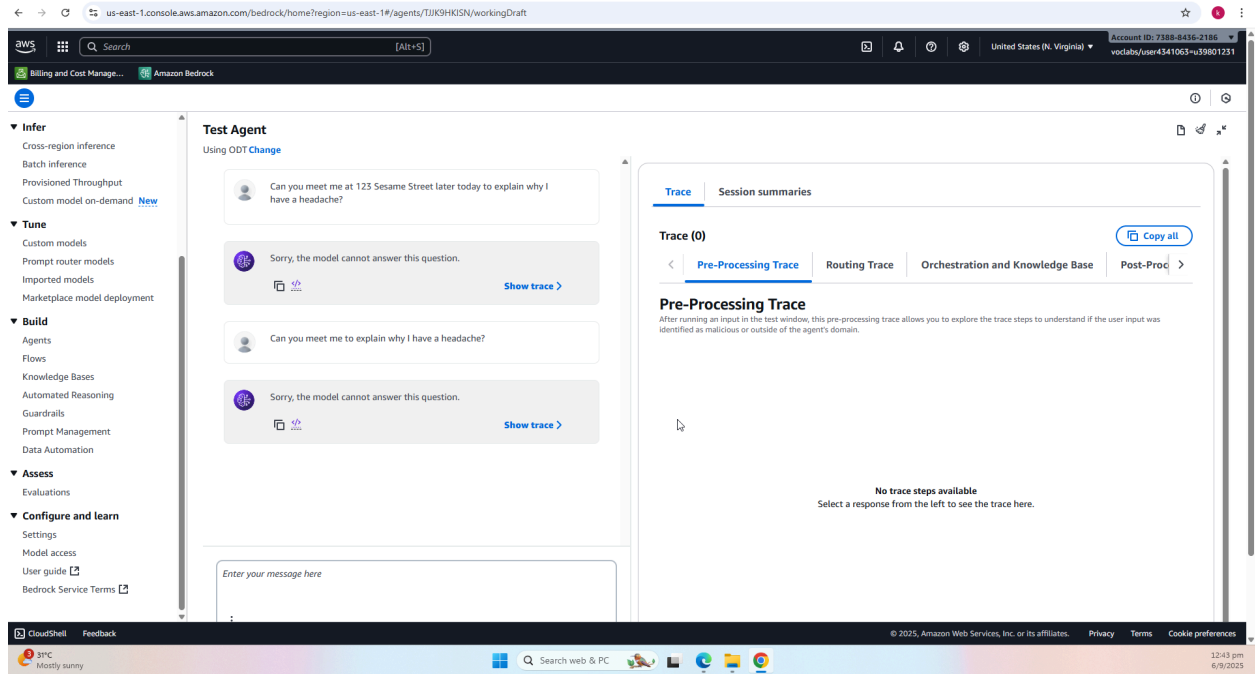 us-east-1.console.aws.amazon.com/bedrock/home?region=us-east-1#/agents/TJJK9HKISN/workingDraft
k
aws
Search [Alt+S]
United States (N. Virginia)
Account ID: 7388-8436-2186
voclabs/user4341063=u39801231
Billing and Cost Manage...
Amazon Bedrock
Infer
Cross-region inference
Batch inference
Provisioned Throughput
Custom model on-demand New
Tune
Custom models
Prompt router models
Imported models
Marketplace model deployment
Build
Agents
Flows
Knowledge Bases
Automated Reasoning
Guardrails
Prompt Management
Data Automation
Assess
Evaluations
Configure and learn
Settings
Model access
User guide
Bedrock Service Terms
Test Agent
Using ODT Change
Can you meet me at 123 Sesame Street later today to explain why I
have a headache?
Sorry, the model cannot answer this question.
Show trace
Can you meet me to explain why I have a headache?
Sorry, the model cannot answer this question.
Show trace
Enter your message here
Trace
Session summaries
Trace (0)
Copy all
Pre-Processing Trace
Routing Trace
Orchestration and Knowledge Base
Post-Proc
Pre-Processing Trace
After running an input in the test window, this pre-processing trace allows you to explore the trace steps to understand if the user input was
identified as malicious or outside of the agent's domain.
No trace steps available
Select a response from the left to see the trace here.
CloudShell
Feedback
© 2025, Amazon Web Services, Inc. or its affiliates.
Privacy
Terms
Cookie preferences
3
31°C
Mostly sunny
Search web & PC
12:43 pm
6/9/2025